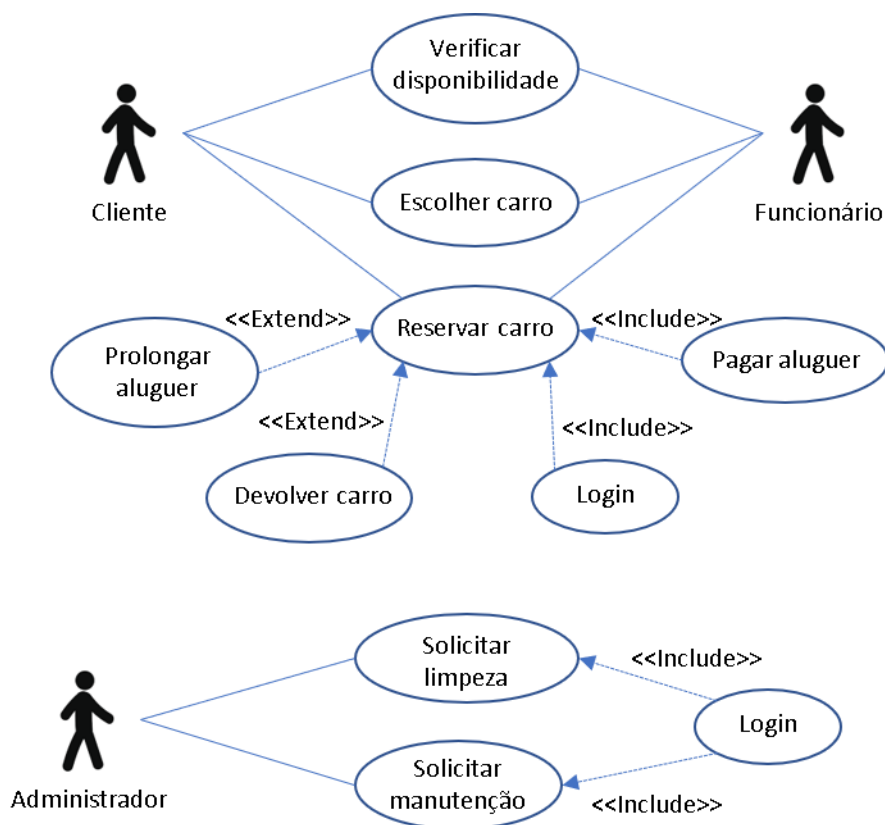 Verificar
disponibilidade
Cliente
Escolher carro
Funcionário
<<Extend>>
Reservar carro
<<Include>>
Prolongar
aluguer
Pagar aluguer
<<Extend>>
<<Include>>
Devolver carro
Login
Solicitar
limpeza
<<Include>>
Login
Solicitar
manutenção
Administrador
<<Include>>